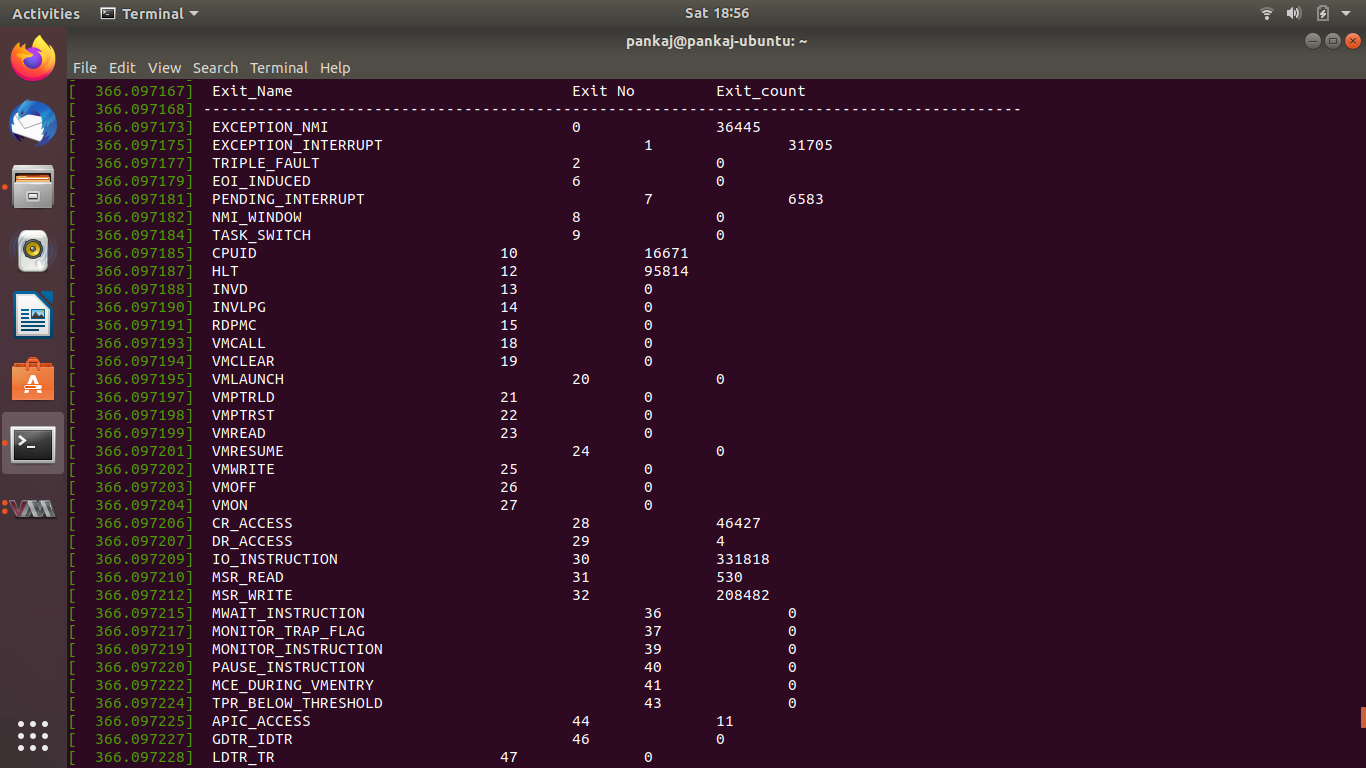 Activities Terminal Sat 18:56
pankaj@pankaj-ubuntu: ~
File Edit View Search Terminal Help
[  366.097167] Exit_Name Exit No Exit_count
[  366.097168] -------------------------------------------------------------------------------------------
[  366.097173] EXCEPTION_NMI 0 36445
[  366.097175] EXCEPTION_INTERRUPT 1 31705
[  366.097177] TRIPLE_FAULT 2 0
[  366.097179] EOI_INDUCED 6 0
[  366.097181] PENDING_INTERRUPT 7 6583
[  366.097182] NMI_WINDOW 8 0
[  366.097184] TASK_SWITCH 9 0
[  366.097185] CPUID 10 16671
[  366.097187] HLT 12 95814
[  366.097188] INVD 13 0
[  366.097190] INVLPG 14 0
[  366.097191] RDPMC 15 0
[  366.097193] VMCALL 18 0
[  366.097194] VMCLEAR 19 0
[  366.097195] VMLAUNCH 20 0
[  366.097197] VMPTRLD 21 0
[  366.097198] VMPTRST 22 0
[  366.097199] VMREAD 23 0
[  366.097201] VMRESUME 24 0
[  366.097202] VMWRITE 25 0
[  366.097203] VMOFF 26 0
[  366.097204] VMON 27 0
[  366.097206] CR_ACCESS 28 46427
[  366.097207] DR_ACCESS 29 4
[  366.097209] IO_INSTRUCTION 30 331818
[  366.097210] MSR_READ 31 530
[  366.097212] MSR_WRITE 32 208482
[  366.097215] MWAIT_INSTRUCTION 36 0
[  366.097217] MONITOR_TRAP_FLAG 37 0
[  366.097219] MONITOR_INSTRUCTION 39 0
[  366.097220] PAUSE_INSTRUCTION 40 0
[  366.097222] MCE_DURING_VMENTRY 41 0
[  366.097224] TPR_BELOW_THRESHOLD 43 0
[  366.097225] APIC_ACCESS 44 11
[  366.097227] GDTR_IDTR 46 0
[  366.097228] LDTR_TR 47 0